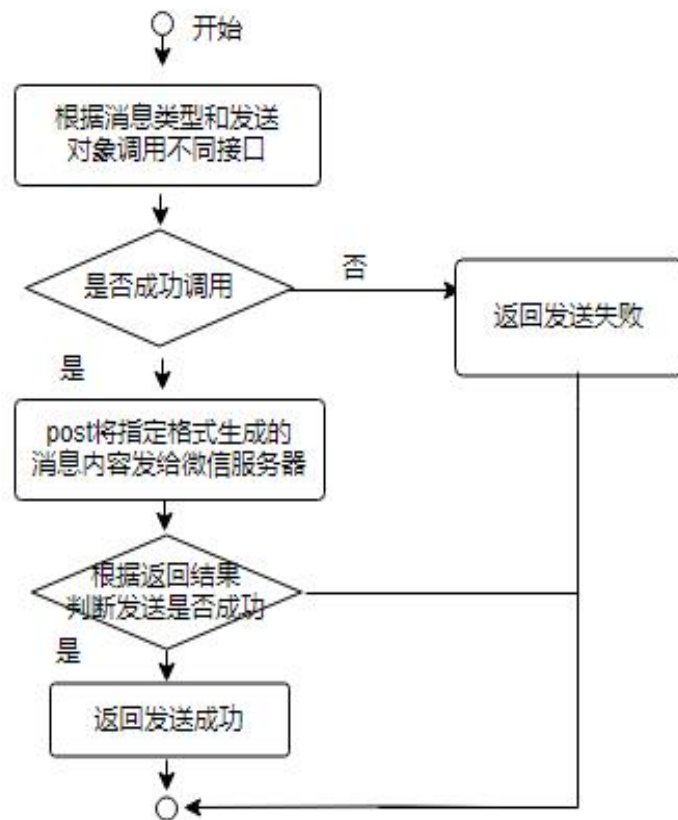 开始
根据消息类型和发送
对象调用不同接口
是否成功调用
否
返回发送失败
是
post将指定格式生成的
消息内容发给微信服务器
根据返回结果
判断发送是否成功
是
返回发送成功